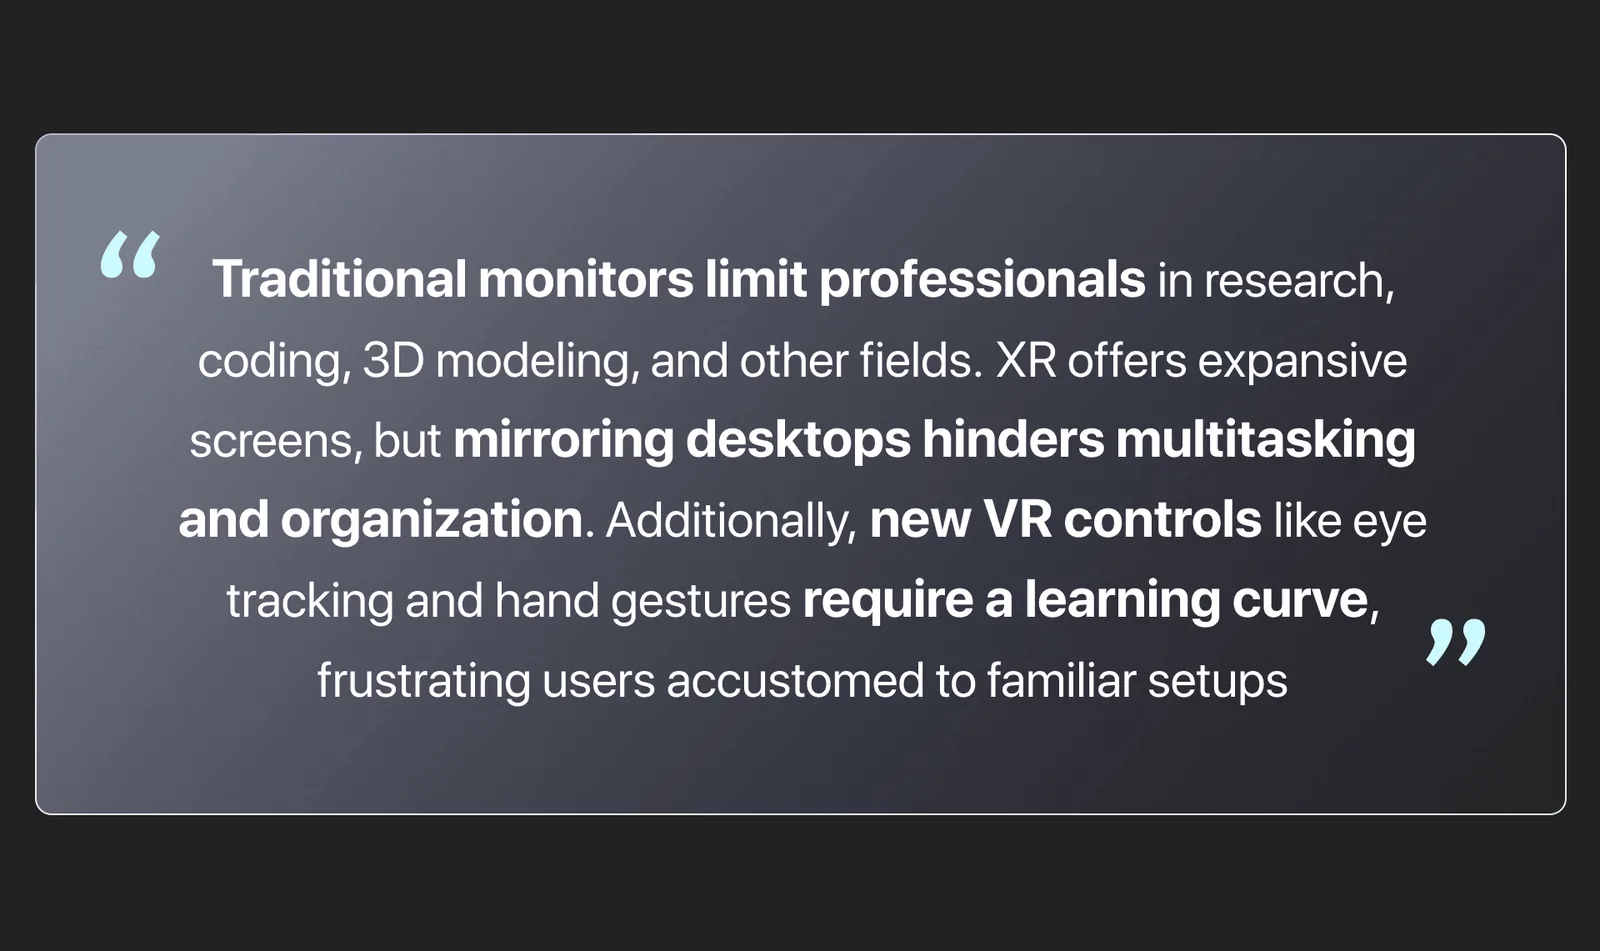 “ Traditional monitors limit professionals in research,
coding, 3D modeling, and other fields. XR offers expansive
screens, but mirroring desktops hinders multitasking
and organization. Additionally, new VR controls like eye
tracking and hand gestures require a learning curve,
frustrating users accustomed to familiar setups ”